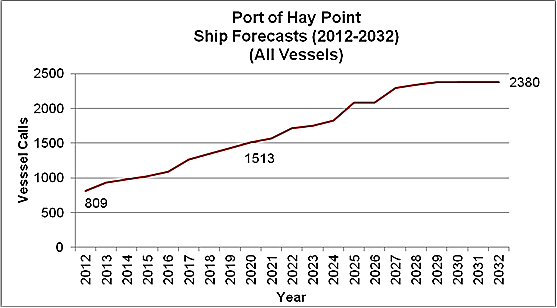 Port of Hay Point
Ship Forecasts (2012-2032)
(All Vessels)
Vesssel Calls
2500
2000
1500
1000
500
0
809
1513
2380
2012 2013 2014 2015 2016 2017 2018 2019 2020 2021 2022 2023 2024 2025 2026 2027 2028 2029 2030 2031 2032
Year